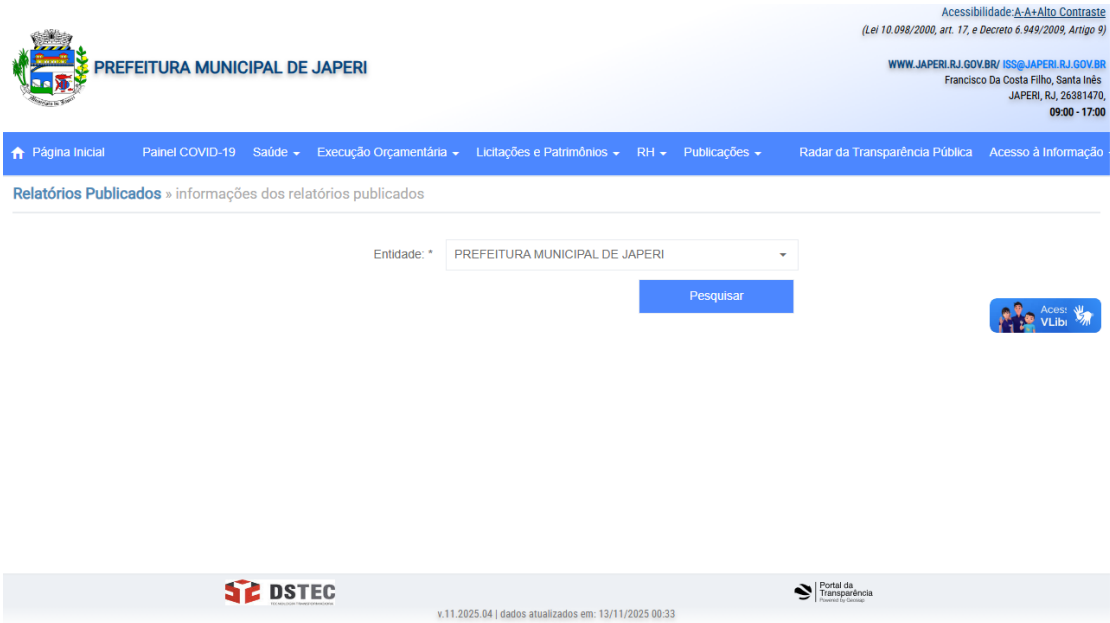 Acessibilidade:A-A+Alto Contraste
(Lei 10.098/2000, art. 17, e Decreto 6.949/2009, Artigo 9)
PREFEITURA MUNICIPAL DE JAPERI
WWW.JAPERI.RJ.GOV.BR/ ISS@JAPERI.RJ.GOV.BR
Francisco Da Costa Filho, Santa Inês
JAPERI, RJ, 26381470,
09:00 - 17:00
Página Inicial Painel COVID-19 Saúde Execução Orçamentária Licitações e Patrimônios RH Publicações Radar da Transparência Pública Acesso à Informação
Relatórios Publicados » informações dos relatórios publicados
Entidade: * PREFEITURA MUNICIPAL DE JAPERI
Pesquisar
Acess
VLib
DSTEC
Portal da
Transparência
Powered by
v.11.2025.04 | dados atualizados em: 13/11/2025 00:33